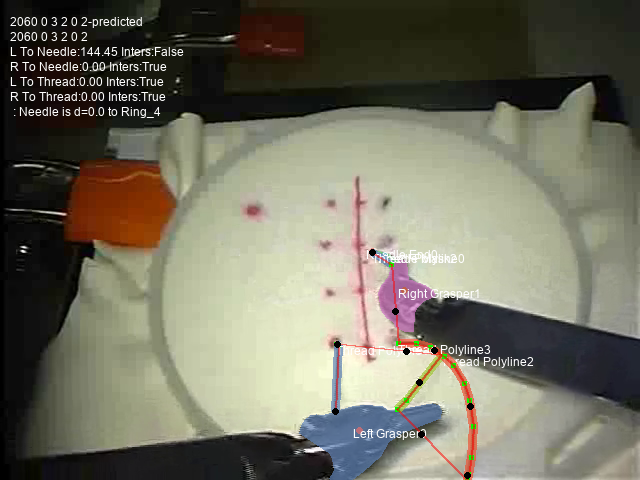 2060 0 3 2 0 2-predicted
2060 0 3 2 0 2
L To Needle:144.45 Inters:False
R To Needle:0.00 Inters:True
L To Thread:0.00 Inters:True
R To Thread:0.00 Inters:True
: Needle is d=0.0 to Ring_4
Right Grasper1
Polyline3
Polyline2
Left Grasper